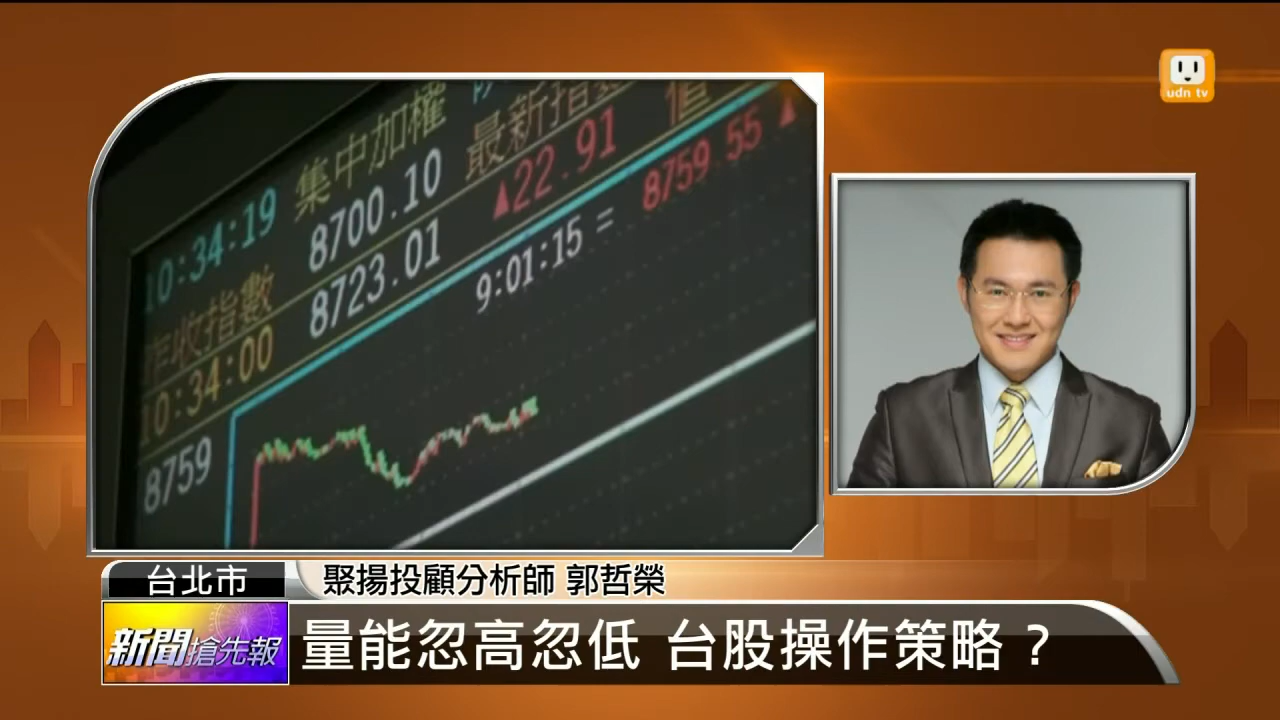 udn tv
10:34:19 集中加權 最新指數
昨收指數 8700.10 ▲22.91 值
10:34:00 8723.01 9:01:15 = 8759.55 ▲
8759
台北市 聚揚投顧分析師 郭哲榮
新聞搶先報 量能忽高忽低 台股操作策略？